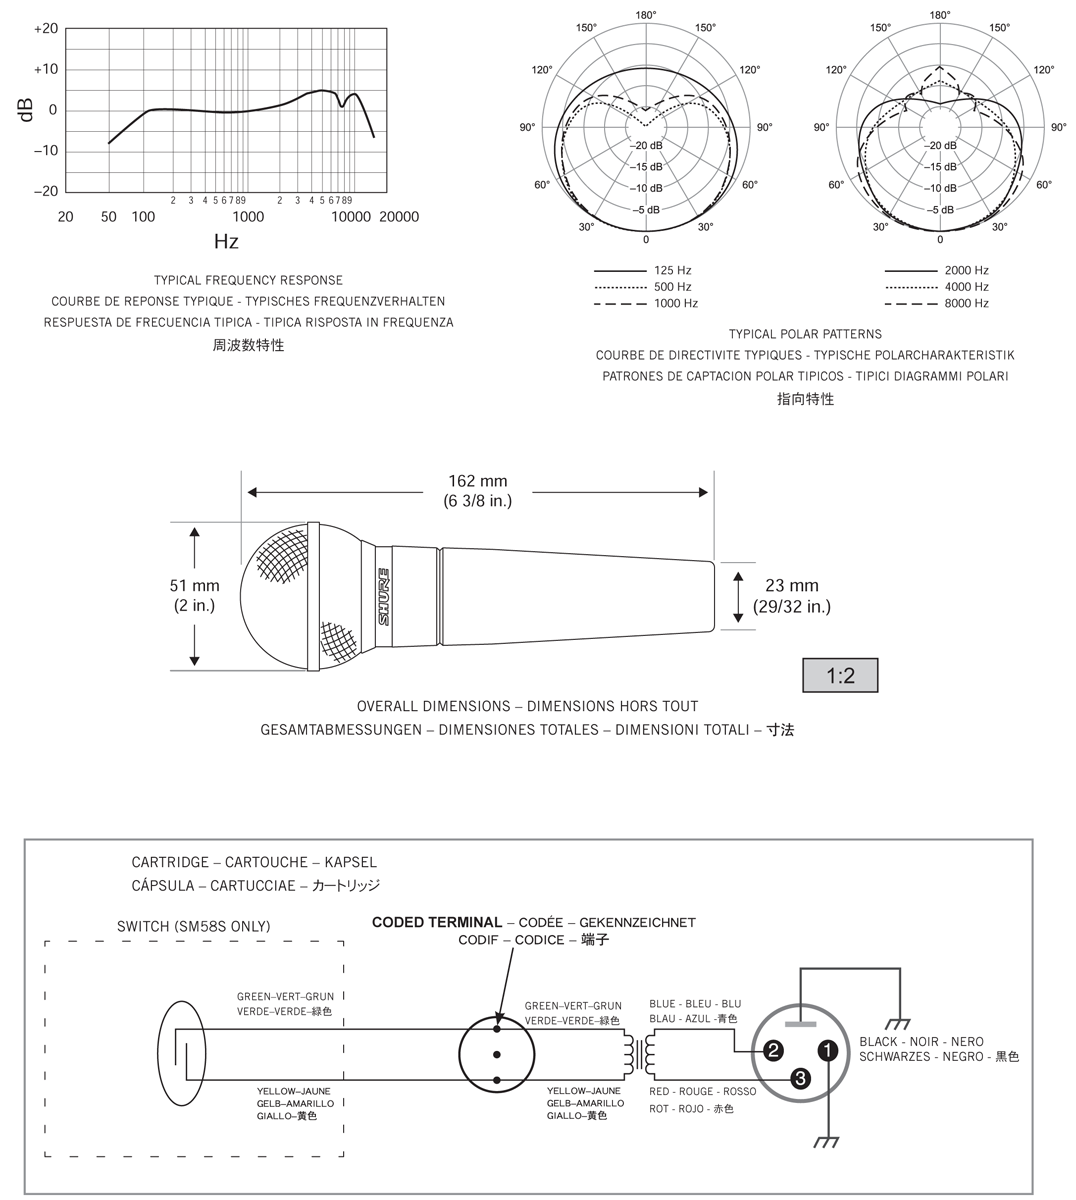 dB
+20
+10
0
–10
–20
2 3 4 5 6 7 8 9 2 3 4 5 6 7 8 9
20 50 100 1000 10000 20000
Hz
TYPICAL FREQUENCY RESPONSE
COURBE DE REPONSE TYPIQUE - TYPISCHES FREQUENZVERHALTEN
RESPUESTA DE FRECUENCIA TIPICA - TIPICA RISPOSTA IN FREQUENZA
周波数特性
180°
150° 150°
120° 120°
90° 90°
60° 60°
30° 30°
0
–20 dB
–15 dB
–10 dB
–5 dB
125 Hz
500 Hz
1000 Hz
180°
150° 150°
120° 120°
90° 90°
60° 60°
30° 30°
0
–20 dB
–15 dB
–10 dB
–5 dB
2000 Hz
4000 Hz
8000 Hz
TYPICAL POLAR PATTERNS
COURBE DE DIRECTIVITE TYPIQUES - TYPISCHE POLARCHARAKTERISTIK
PATRONES DE CAPTACION POLAR TIPICOS - TIPICI DIAGRAMMI POLARI
指向特性
162 mm
(6 3/8 in.)
51 mm
(2 in.)
SHURE
23 mm
(29/32 in.)
1:2
OVERALL DIMENSIONS – DIMENSIONS HORS TOUT
GESAMTABMESSUNGEN – DIMENSIONES TOTALES – DIMENSIONI TOTALI – 寸法
CARTRIDGE – CARTOUCHE – KAPSEL
CÁPSULA – CARTUCCIAE – カートリッジ
SWITCH (SM58S ONLY)
CODED TERMINAL – CODÉE – GEKENNZEICHNET
CODIF – CODICE – 端子
GREEN–VERT–GRUN
VERDE–VERDE–緑色
YELLOW–JAUNE
GELB–AMARILLO
GIALLO–黄色
GREEN–VERT–GRUN
VERDE–VERDE–緑色
YELLOW–JAUNE
GELB–AMARILLO
GIALLO–黄色
BLUE - BLEU - BLU
BLAU - AZUL -青色
RED - ROUGE - ROSSO
ROT - ROJO - 赤色
2
1
3
BLACK - NOIR - NERO
SCHWARZES - NEGRO - 黒色